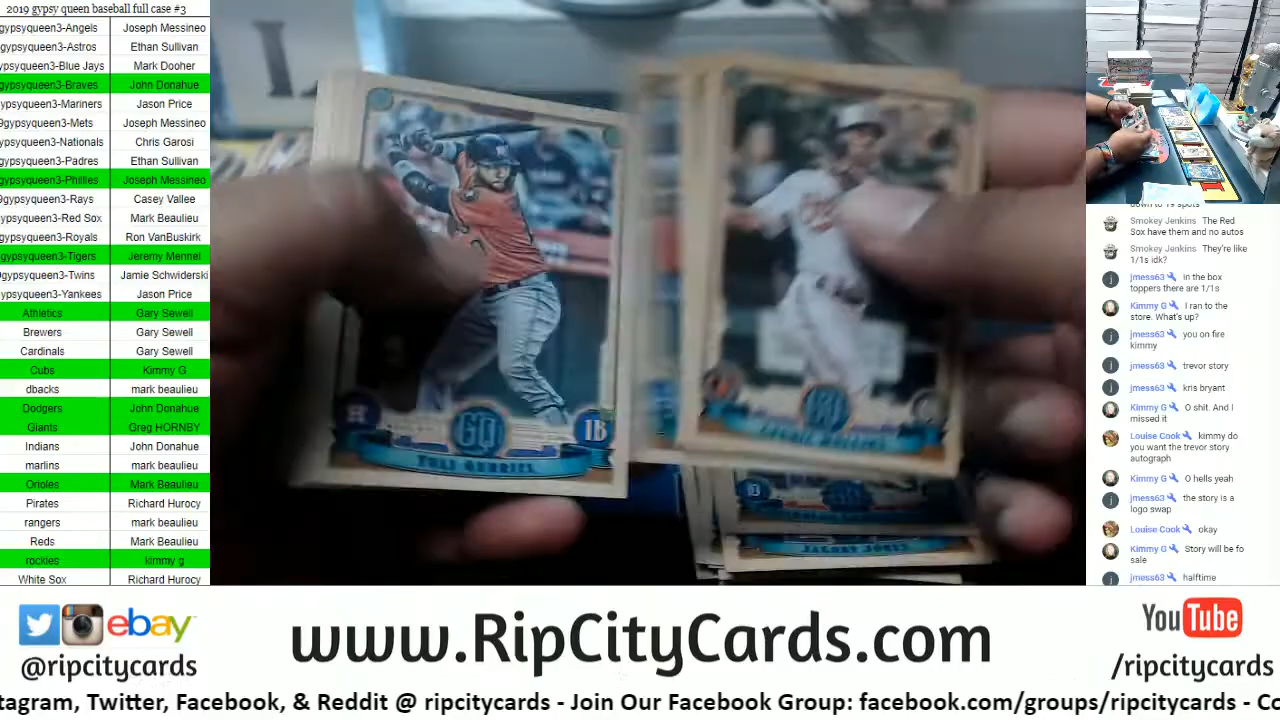 2019 gypsy queen baseball full case #3
gypsyqueen3-Angels Joseph Messineo
gypsyqueen3-Astros Ethan Sullivan
gypsyqueen3-Blue Jays Mark Dooher
gypsyqueen3-Braves John Donahue
gypsyqueen3-Mariners Jason Price
9gypsyqueen3-Mets Joseph Messineo
gypsyqueen3-Nationals Chris Garosi
gypsyqueen3-Padres Ethan Sullivan
gypsyqueen3-Phillies Joseph Messineo
9gypsyqueen3-Rays Casey Vallee
gypsyqueen3-Red Sox Mark Beaulieu
gypsyqueen3-Royals Ron VanBuskirk
gypsyqueen3-Tigers Jeremy Mennel
gypsyqueen3-Twins Jamie Schwiderski
ypsyqueen3-Yankees Jason Price
Athletics Gary Sewell
Brewers Gary Sewell
Cardinals Gary Sewell
Cubs Kimmy G
dbacks mark beaulieu
Dodgers John Donahue
Giants Greg HORNBY
Indians John Donahue
marlins mark beaulieu
Orioles Mark Beaulieu
Pirates Richard Hurocy
rangers mark beaulieu
Reds Mark Beaulieu
rockies kimmy g
White Sox Richard Hurocy
GURRIEL
1B
GQ
down to 19 spots
Smokey Jenkins The Red
Sox have them and no autos
Smokey Jenkins They're like
1/1s idk?
jmess63 In the box
toppers there are 1/1s
Kimmy G I ran to the
store. What's up?
jmess63 you on fire
kimmy
jmess63 trevor story
jmess63 kris bryant
Kimmy G O shit. And I
missed it
Louise Cook kimmy do
you want the trevor story
autograph
Kimmy G O hells yeah
jmess63 the story is a
logo swap
Louise Cook okay
Kimmy G Story will be fo
sale
jmess63 halftime
ebay
@ripcitycards
www.RipCityCards.com
YouTube
/ripcitycards
stagram, Twitter, Facebook, & Reddit @ ripcitycards - Join Our Facebook Group: facebook.com/groups/ripcitycards - Co